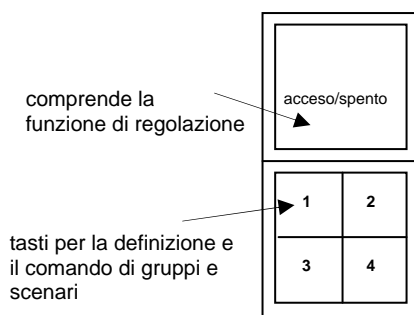 comprende la
funzione di regolazione
acceso/spento
1 2
tasti per la definizione e
il comando di gruppi e
scenari
3 4